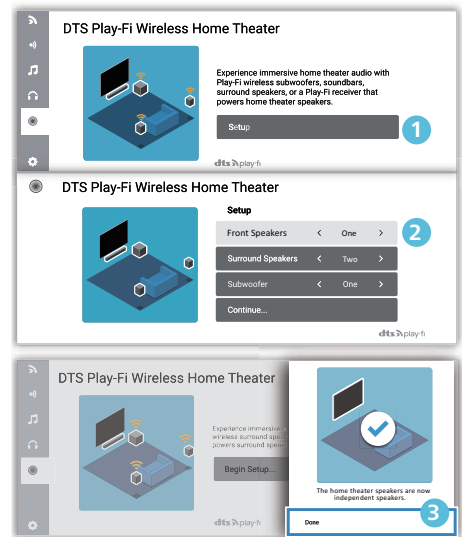 DTS Play-Fi Wireless Home Theater
Experience immersive home theater audio with
Play-Fi wireless subwoofers, soundbars,
surround speakers, or a Play-Fi receiver that
powers home theater speakers.
Setup
1
dts play-fi
DTS Play-Fi Wireless Home Theater
Setup
Front Speakers < One >
2
Surround Speakers < Two >
Subwoofer < One >
Continue...
dts play-fi
DTS Play-Fi Wireless Home Theater
Experience immersive
wireless surround
powers surround
Begin Setup...
dts play-fi
The home theater speakers are now
independent speakers.
3
Done